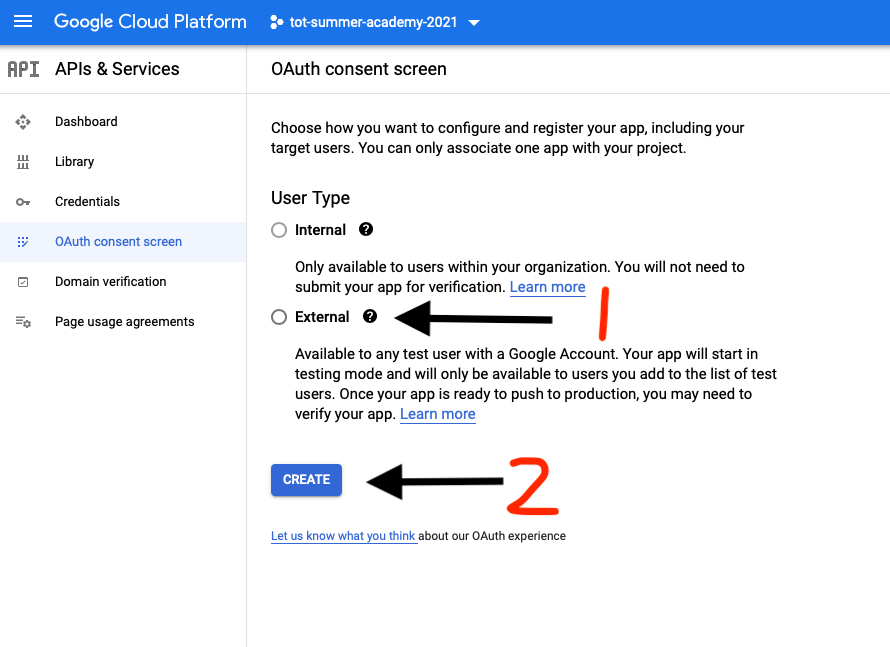 Google Cloud Platform
tot-summer-academy-2021
API
APIs & Services
Dashboard
Library
Credentials
OAuth consent screen
Domain verification
Page usage agreements
OAuth consent screen
Choose how you want to configure and register your app, including your
target users. You can only associate one app with your project.
User Type
Internal ?
Only available to users within your organization. You will not need to
submit your app for verification. Learn more
External ?
1
Available to any test user with a Google Account. Your app will start in
testing mode and will only be available to users you add to the list of test
users. Once your app is ready to push to production, you may need to
verify your app. Learn more
CREATE
2
Let us know what you think about our OAuth experience